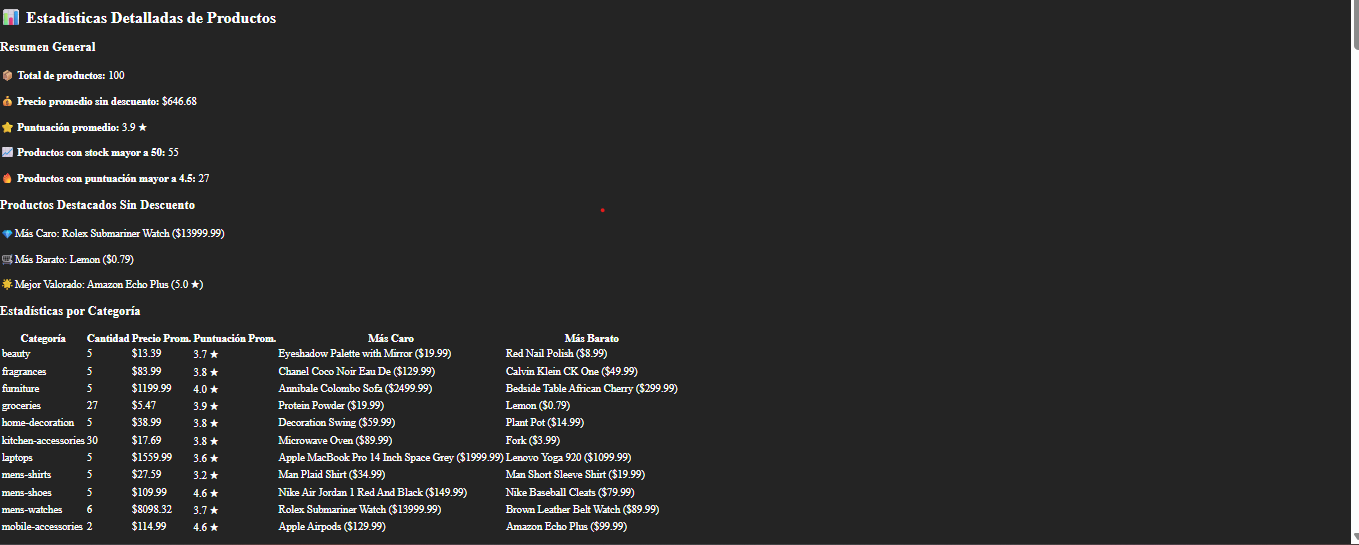 Estadísticas Detalladas de Productos
Resumen General
Total de productos: 100
Precio promedio sin descuento: $646.68
Puntuación promedio: 3.9 ★
Productos con stock mayor a 50: 55
Productos con puntuación mayor a 4.5: 27
Productos Destacados Sin Descuento
Más Caro: Rolex Submariner Watch ($13999.99)
Más Barato: Lemon ($0.79)
Mejor Valorado: Amazon Echo Plus (5.0 ★)
Estadísticas por Categoría
Categoría Cantidad Precio Prom. Puntuación Prom. Más Caro Más Barato
beauty 5 $13.39 3.7 ★ Eyeshadow Palette with Mirror ($19.99) Red Nail Polish ($8.99)
fragrances 5 $83.99 3.8 ★ Chanel Coco Noir Eau De ($129.99) Calvin Klein CK One ($49.99)
furniture 5 $1199.99 4.0 ★ Annibale Colombo Sofa ($2499.99) Bedside Table African Cherry ($299.99)
groceries 27 $5.47 3.9 ★ Protein Powder ($19.99) Lemon ($0.79)
home-decoration 5 $38.99 3.8 ★ Decoration Swing ($59.99) Plant Pot ($14.99)
kitchen-accessories 30 $17.69 3.8 ★ Microwave Oven ($89.99) Fork ($3.99)
laptops 5 $1559.99 3.6 ★ Apple MacBook Pro 14 Inch Space Grey ($1999.99) Lenovo Yoga 920 ($1099.99)
mens-shirts 5 $27.59 3.2 ★ Man Plaid Shirt ($34.99) Man Short Sleeve Shirt ($19.99)
mens-shoes 5 $109.99 4.6 ★ Nike Air Jordan 1 Red And Black ($149.99) Nike Baseball Cleats ($79.99)
mens-watches 6 $8098.32 3.7 ★ Rolex Submariner Watch ($13999.99) Brown Leather Belt Watch ($89.99)
mobile-accessories 2 $114.99 4.6 ★ Apple Airpods ($129.99) Amazon Echo Plus ($99.99)